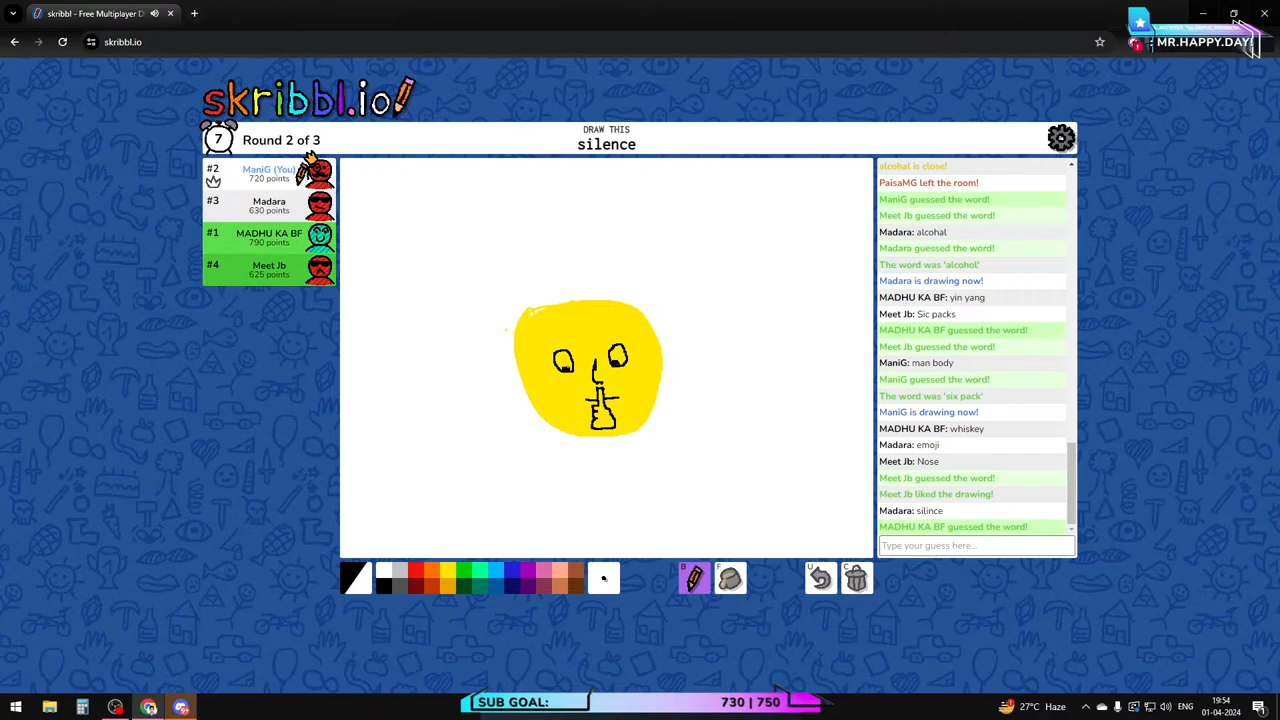 skribbl - Free Multiplayer D
skribbl.io
MR.HAPPY.DAY!
skribbl.io
7
Round 2 of 3
DRAW THIS
silence
#2
ManiG (You)
720 points
#3
Madara
630 points
#1
MADHU KA BF
790 points
#4
Meet Jb
625 points
alcohal is close!
PaisaMG left the room!
ManiG guessed the word!
Meet Jb guessed the word!
Madara: alcohal
Madara guessed the word!
The word was 'alcohol'
Madara is drawing now!
MADHU KA BF: yin yang
Meet Jb: Sic packs
MADHU KA BF guessed the word!
Meet Jb guessed the word!
ManiG: man body
ManiG guessed the word!
The word was 'six pack'
ManiG is drawing now!
MADHU KA BF: whiskey
Madara: emoji
Meet Jb: Nose
Meet Jb guessed the word!
Meet Jb liked the drawing!
Madara: silince
MADHU KA BF guessed the word!
Type your guess here...
B
F
U
C
SUB GOAL:
730 | 750
27°C Haze
ENG
19:54
01-04-2024